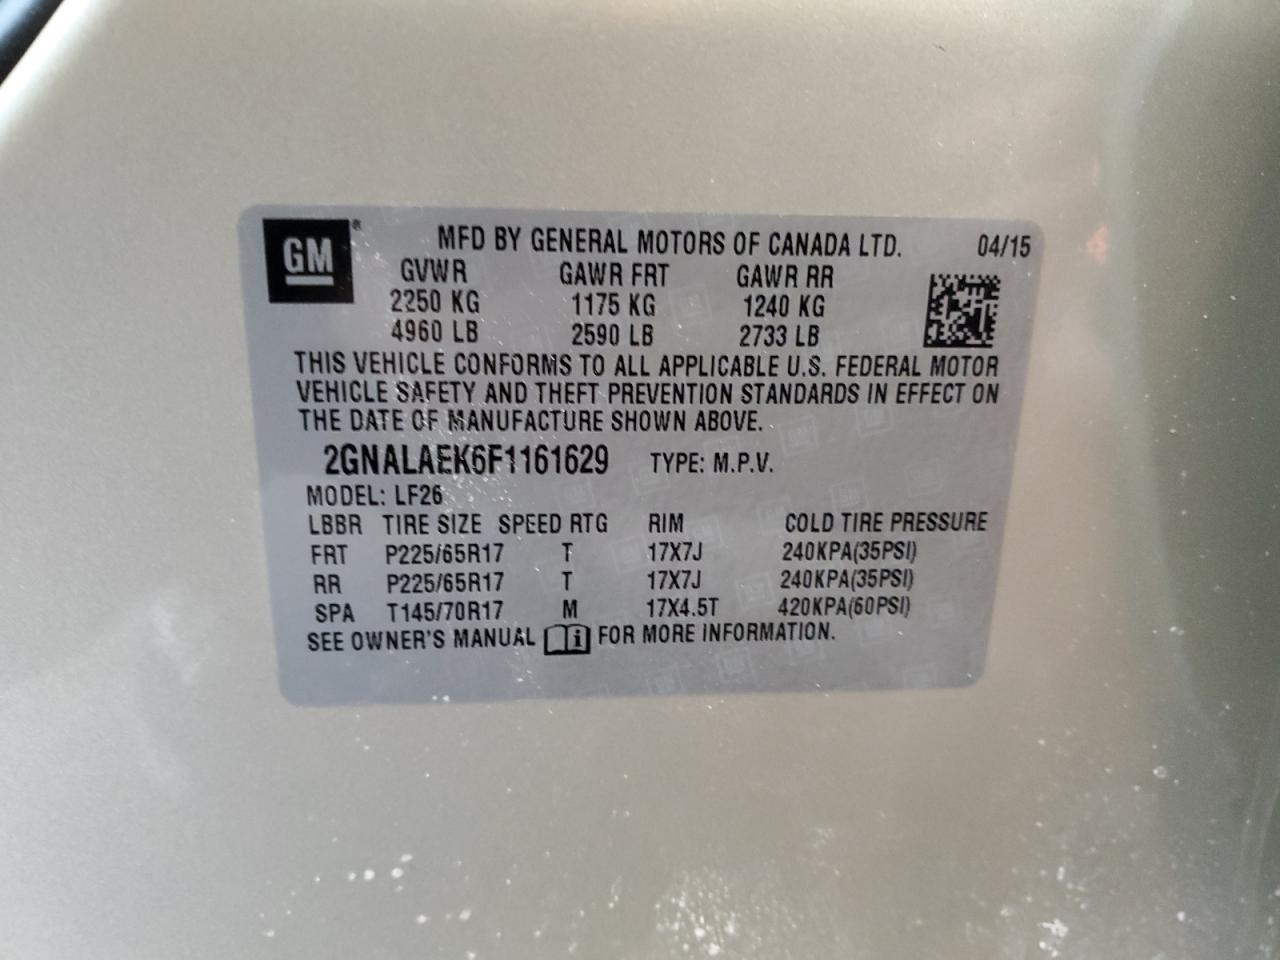 GM® MFD BY GENERAL MOTORS OF CANADA LTD. 04/15
GVWR GAWR FRT GAWR RR
2250 KG 1175 KG 1240 KG
4960 LB 2590 LB 2733 LB
THIS VEHICLE CONFORMS TO ALL APPLICABLE U.S. FEDERAL MOTOR
VEHICLE SAFETY AND THEFT PREVENTION STANDARDS IN EFFECT ON
THE DATE OF MANUFACTURE SHOWN ABOVE.
2GNALAEK6F1161629 TYPE: M.P.V.
MODEL: LF26
LBBR TIRE SIZE SPEED RTG RIM COLD TIRE PRESSURE
FRT P225/65R17 T 17X7J 240KPA(35PSI)
RR P225/65R17 T 17X7J 240KPA(35PSI)
SPA T145/70R17 M 17X4.5T 420KPA(60PSI)
SEE OWNER'S MANUAL i FOR MORE INFORMATION.